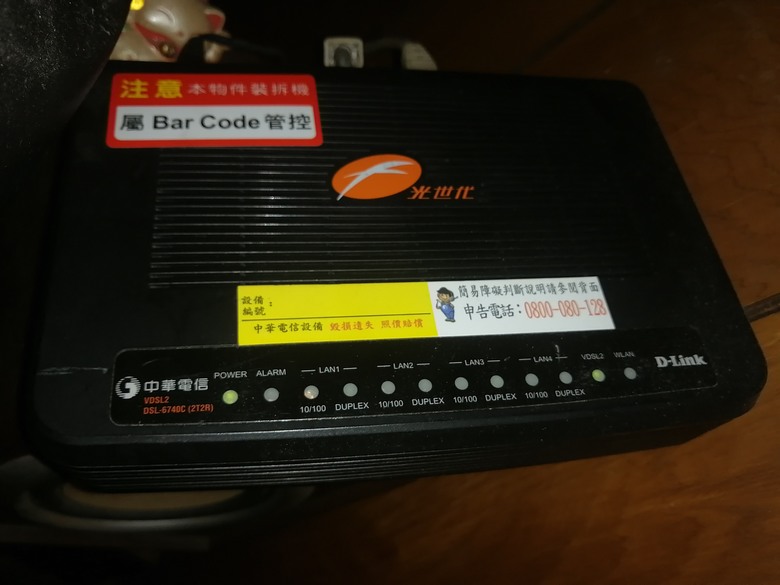 注意 本物件裝拆機
屬 Bar Code 管控
光世代
設備：
編號
中華電信設備 毀損遺失 照價賠償
簡易障礙判斷說明請參閱背面
申告電話：0800-080-128
中華電信
VDSL2
DSL-6740C (2T2R)
POWER ALARM LAN1 LAN2 LAN3 LAN4 VDSL2 WLAN
10/100 DUPLEX 10/100 DUPLEX 10/100 DUPLEX 10/100 DUPLEX
D-Link